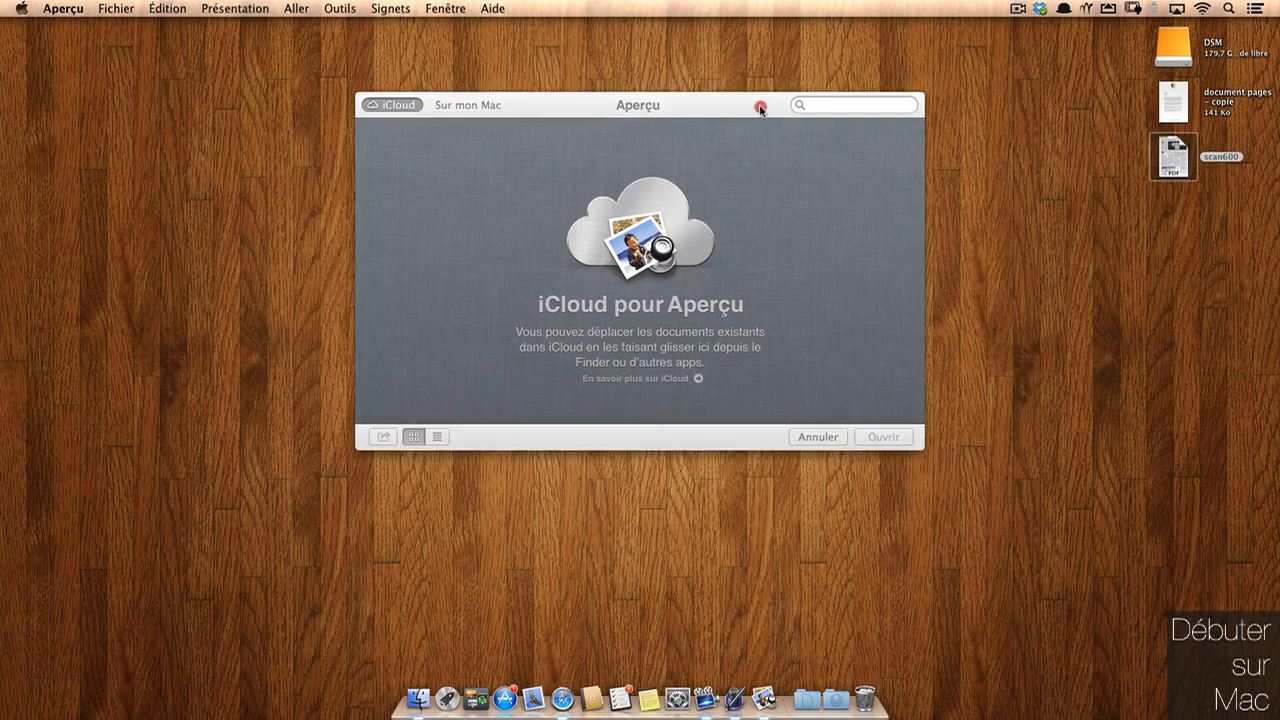 Aperçu Fichier Édition Présentation Aller Outils Signets Fenêtre Aide
DSM
179,7 G...de libre
document pages
- copie
141 Ko
PDF
scan600
iCloud Sur mon Mac Aperçu
iCloud pour Aperçu
Vous pouvez déplacer les documents existants
dans iCloud en les faisant glisser ici depuis le
Finder ou d'autres apps.
En savoir plus sur iCloud
Annuler Ouvrir
Débuter
sur
Mac